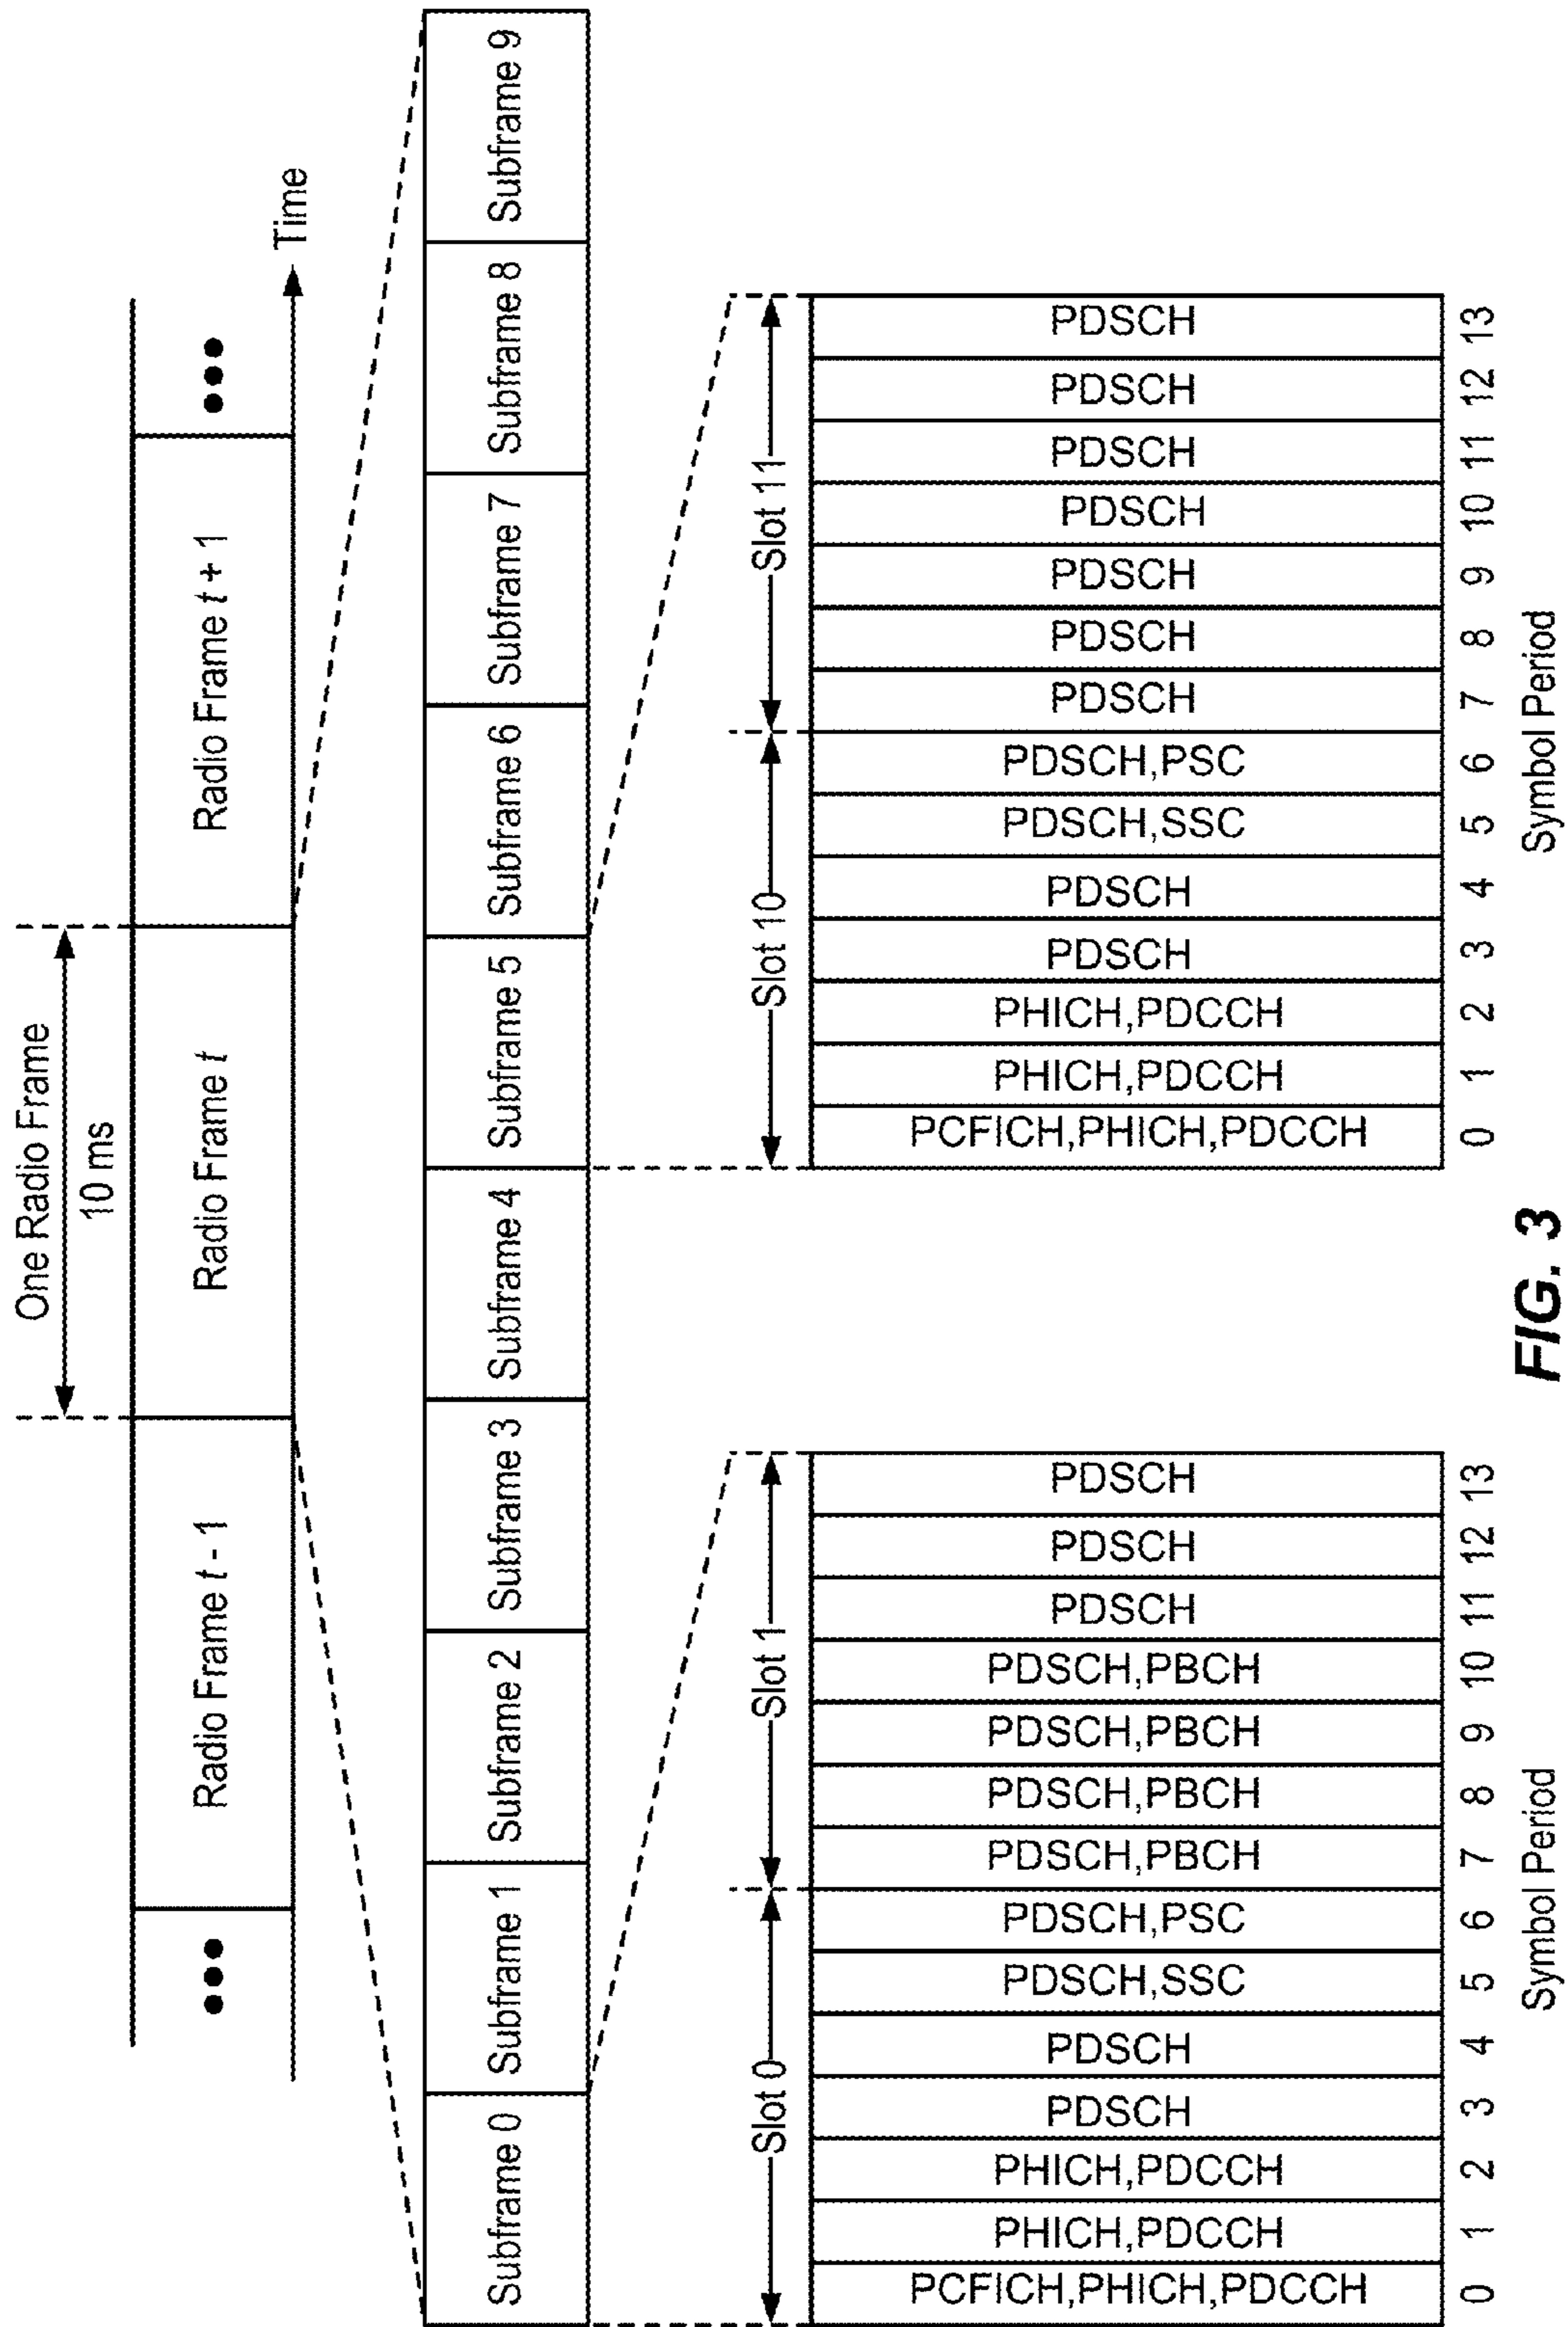 One Radio Frame
10 ms
••• Radio Frame t - 1 Radio Frame t Radio Frame t + 1 •••
Time
Subframe 0 Subframe 1 Subframe 2 Subframe 3 Subframe 4 Subframe 5 Subframe 6 Subframe 7 Subframe 8 Subframe 9
Slot 0 Slot 1
PCFICH,PHICH,PDCCH
PHICH,PDCCH
PHICH,PDCCH
PDSCH
PDSCH
PDSCH,SSC
PDSCH,PSC
PDSCH,PBCH
PDSCH,PBCH
PDSCH,PBCH
PDSCH,PBCH
PDSCH
PDSCH
PDSCH
0 1 2 3 4 5 6 7 8 9 10 11 12 13
Symbol Period
Slot 10 Slot 11
PCFICH,PHICH,PDCCH
PHICH,PDCCH
PHICH,PDCCH
PDSCH
PDSCH
PDSCH,SSC
PDSCH,PSC
PDSCH
PDSCH
PDSCH
PDSCH
PDSCH
PDSCH
PDSCH
0 1 2 3 4 5 6 7 8 9 10 11 12 13
Symbol Period
FIG. 3